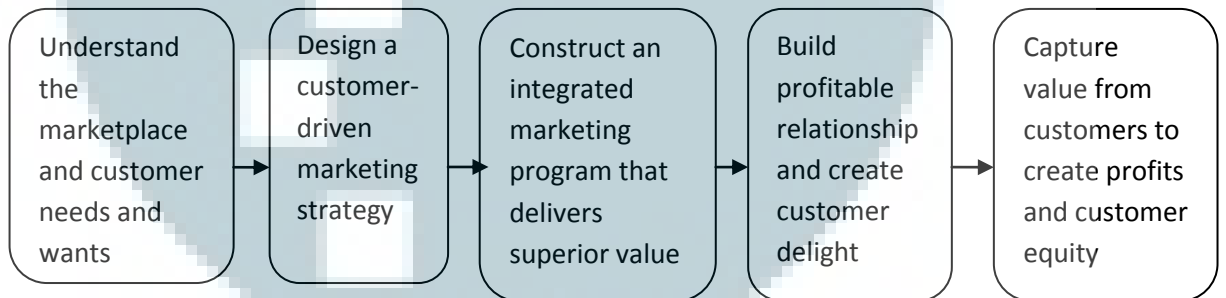 Understand
the
marketplace
and customer
needs and
wants
Design a
customer-
driven
marketing
strategy
Construct an
integrated
marketing
program that
delivers
superior value
Build
profitable
relationship
and create
customer
delight
Capture
value from
customers to
create profits
and customer
equity